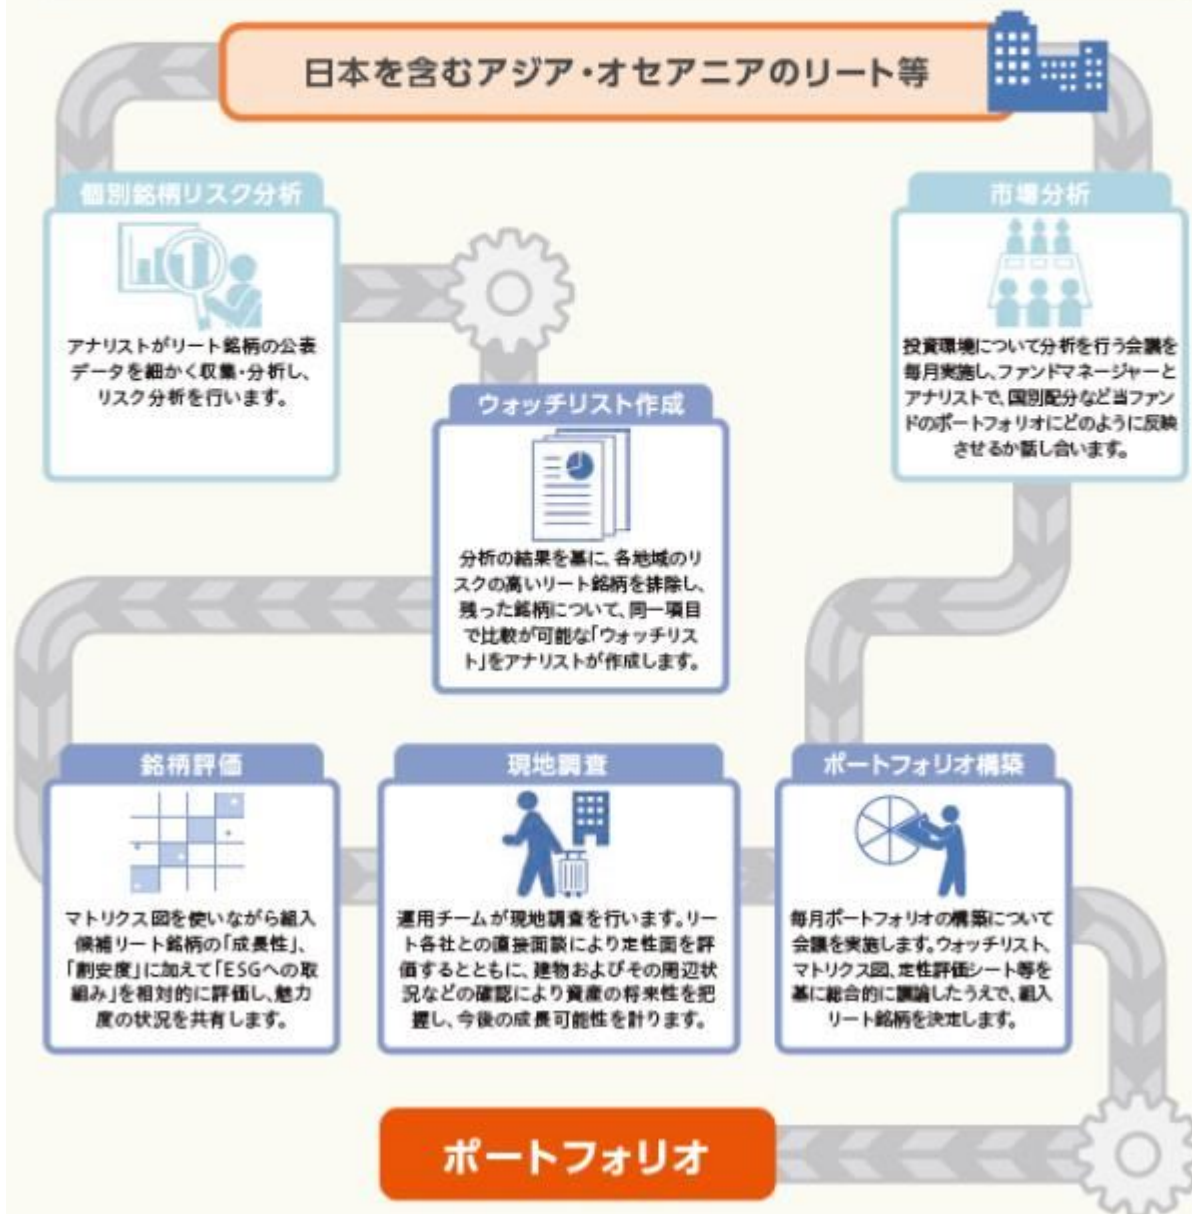 日本を含むアジア・オセアニアのリート等
個別銘柄リスク分析
アナリストがリート銘柄の公表
データを細かく収集・分析し、
リスク分析を行います。
市場分析
投資環境について分析を行う会議を
毎月実施し、ファンドマネージャーと
アナリストで、国別配分など当ファン
ドのポートフォリオにどのように反映
させるか話し合います。
ウォッチリスト作成
分析の結果を基に、各地域のリ
スクの高いリート銘柄を排除し、
残った銘柄について、同一項目
で比較が可能な「ウォッチリス
ト」をアナリストが作成します。
銘柄評価
マトリクス図を使いながら組入
候補リート銘柄の「成長性」、
「割安度」に加えて「ESGへの取
組み」を相対的に評価し、魅力
度の状況を共有します。
現地調査
運用チームが現地調査を行います。リー
ト各社との直接面談により定性面を評
価するとともに、建物およびその周辺状
況などの確認により資産の将来性を把
握し、今後の成長可能性を計ります。
ポートフォリオ構築
毎月ポートフォリオの構築について
会議を実施します。ウォッチリスト、
マトリクス図、定性評価シート等を
基に総合的に議論したうえで、組入
リート銘柄を決定します。
ポートフォリオ